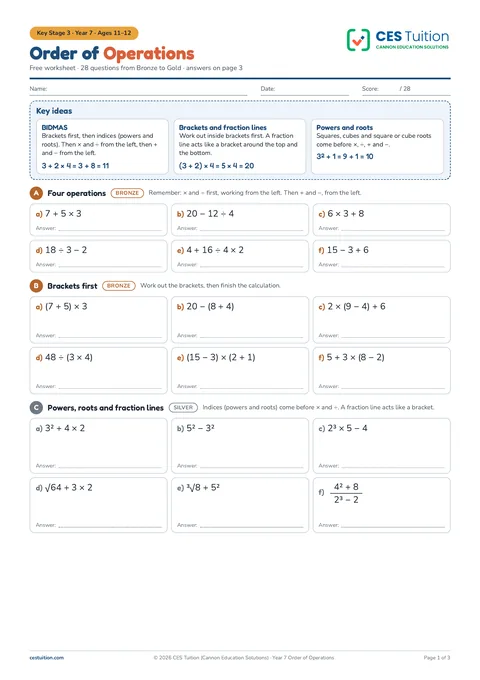 Key Stage 3 · Year 7 · Ages 11–12
CES Tuition
CANNON EDUCATION SOLUTIONS
Order of Operations
Free worksheet · 28 questions from Bronze to Gold · answers on page 3
Name:
Date:
Score: / 28
Key ideas
BIDMAS
Brackets first, then indices (powers and
roots). Then × and ÷ from the left, then +
and − from the left.
3 + 2 × 4 = 3 + 8 = 11
Brackets and fraction lines
Work out inside brackets first. A fraction
line acts like a bracket around the top and
the bottom.
(3 + 2) × 4 = 5 × 4 = 20
Powers and roots
Squares, cubes and square or cube roots
come before ×, ÷, + and −.
3² + 1 = 9 + 1 = 10
A Four operations BRONZE Remember: × and ÷ first, working from the left. Then + and −, from the left.
a) 7 + 5 × 3
Answer:
b) 20 − 12 ÷ 4
Answer:
c) 6 × 3 + 8
Answer:
d) 18 ÷ 3 − 2
Answer:
e) 4 + 16 ÷ 4 × 2
Answer:
f) 15 − 3 + 6
Answer:
B Brackets first BRONZE Work out the brackets, then finish the calculation.
a) (7 + 5) × 3
Answer:
b) 20 − (8 + 4)
Answer:
c) 2 × (9 − 4) + 6
Answer:
d) 48 ÷ (3 × 4)
Answer:
e) (15 − 3) × (2 + 1)
Answer:
f) 5 + 3 × (8 − 2)
Answer:
C Powers, roots and fraction lines SILVER Indices (powers and roots) come before × and ÷. A fraction line acts like a bracket.
a) 3² + 4 × 2
Answer:
b) 5² − 3²
Answer:
c) 2³ × 5 − 4
Answer:
d) √64 + 3 × 2
Answer:
e) ³√8 + 5²
Answer:
f) 4² + 8
2³ − 2
Answer:
cestuition.com
© 2026 CES Tuition (Cannon Education Solutions) · Year 7 Order of Operations
Page 1 of 3